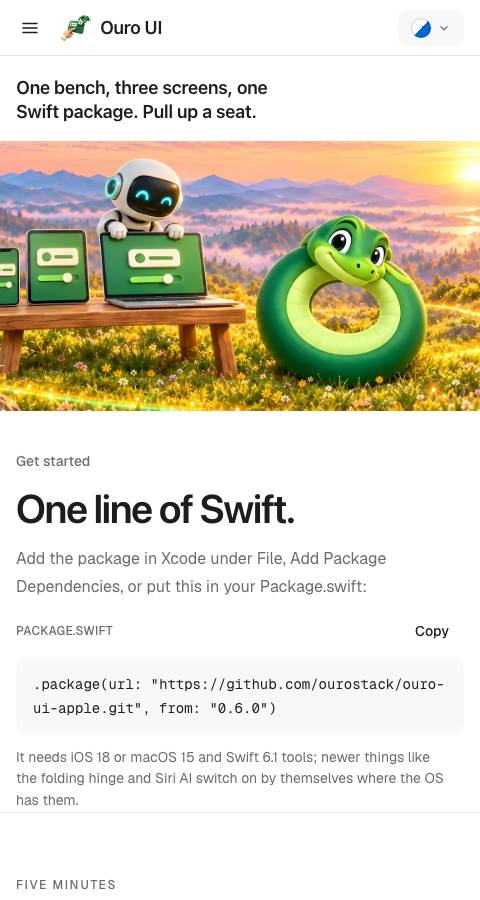 Ouro UI
One bench, three screens, one
Swift package. Pull up a seat.
Get started
One line of Swift.
Add the package in Xcode under File, Add Package
Dependencies, or put this in your Package.swift:
PACKAGE.SWIFT
Copy
.package(url: "https://github.com/ourostack/ouro-
ui-apple.git", from: "0.6.0")
It needs iOS 18 or macOS 15 and Swift 6.1 tools; newer things like
the folding hinge and Siri AI switch on by themselves where the OS
has them.
FIVE MINUTES